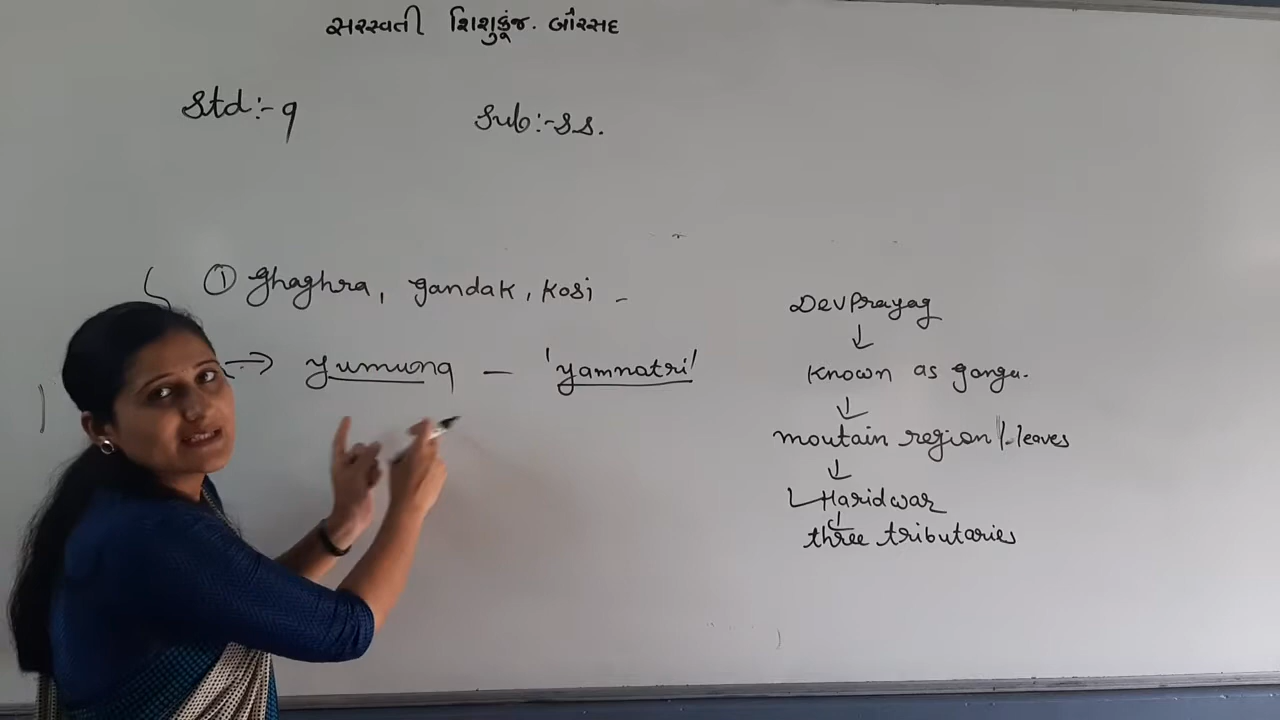 સરસ્વતી શિશુકુંજ. બોરસદ
Std:- 9
Sub:- S.S.
① Ghaghra, gandak, kosi -
→ yumuna - 'yamnatri'
DevPrayag
↓
Known as ganga.
↓
moutain region / leaves
↓
Haridwar
↓
three tributaries